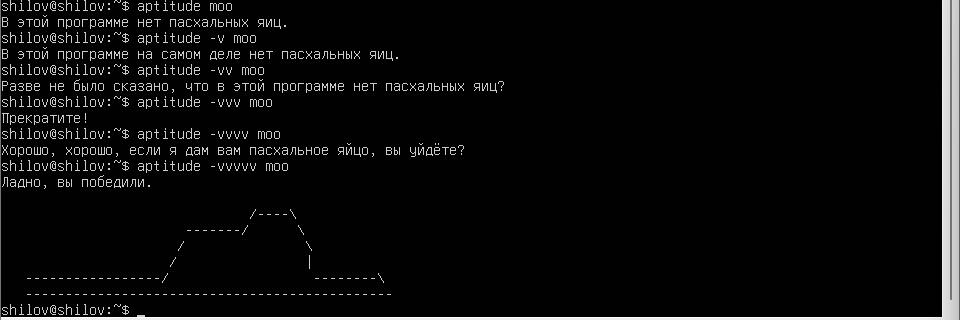 shilov@shilov:~$ aptitude moo
В этой программе нет пасхальных яиц.
shilov@shilov:~$ aptitude -v moo
В этой программе на самом деле нет пасхальных яиц.
shilov@shilov:~$ aptitude -vv moo
Разве не было сказано, что в этой программе нет пасхальных яиц?
shilov@shilov:~$ aptitude -vvv moo
Прекратите!
shilov@shilov:~$ aptitude -vvvv moo
Хорошо, хорошо, если я дам вам пасхальное яйцо, вы уйдёте?
shilov@shilov:~$ aptitude -vvvvv moo
Ладно, вы победили.

                               /----\
                       -------/      \
                      /               \
                     /                |
   -----------------/                  --------\
   ----------------------------------------------
shilov@shilov:~$ _